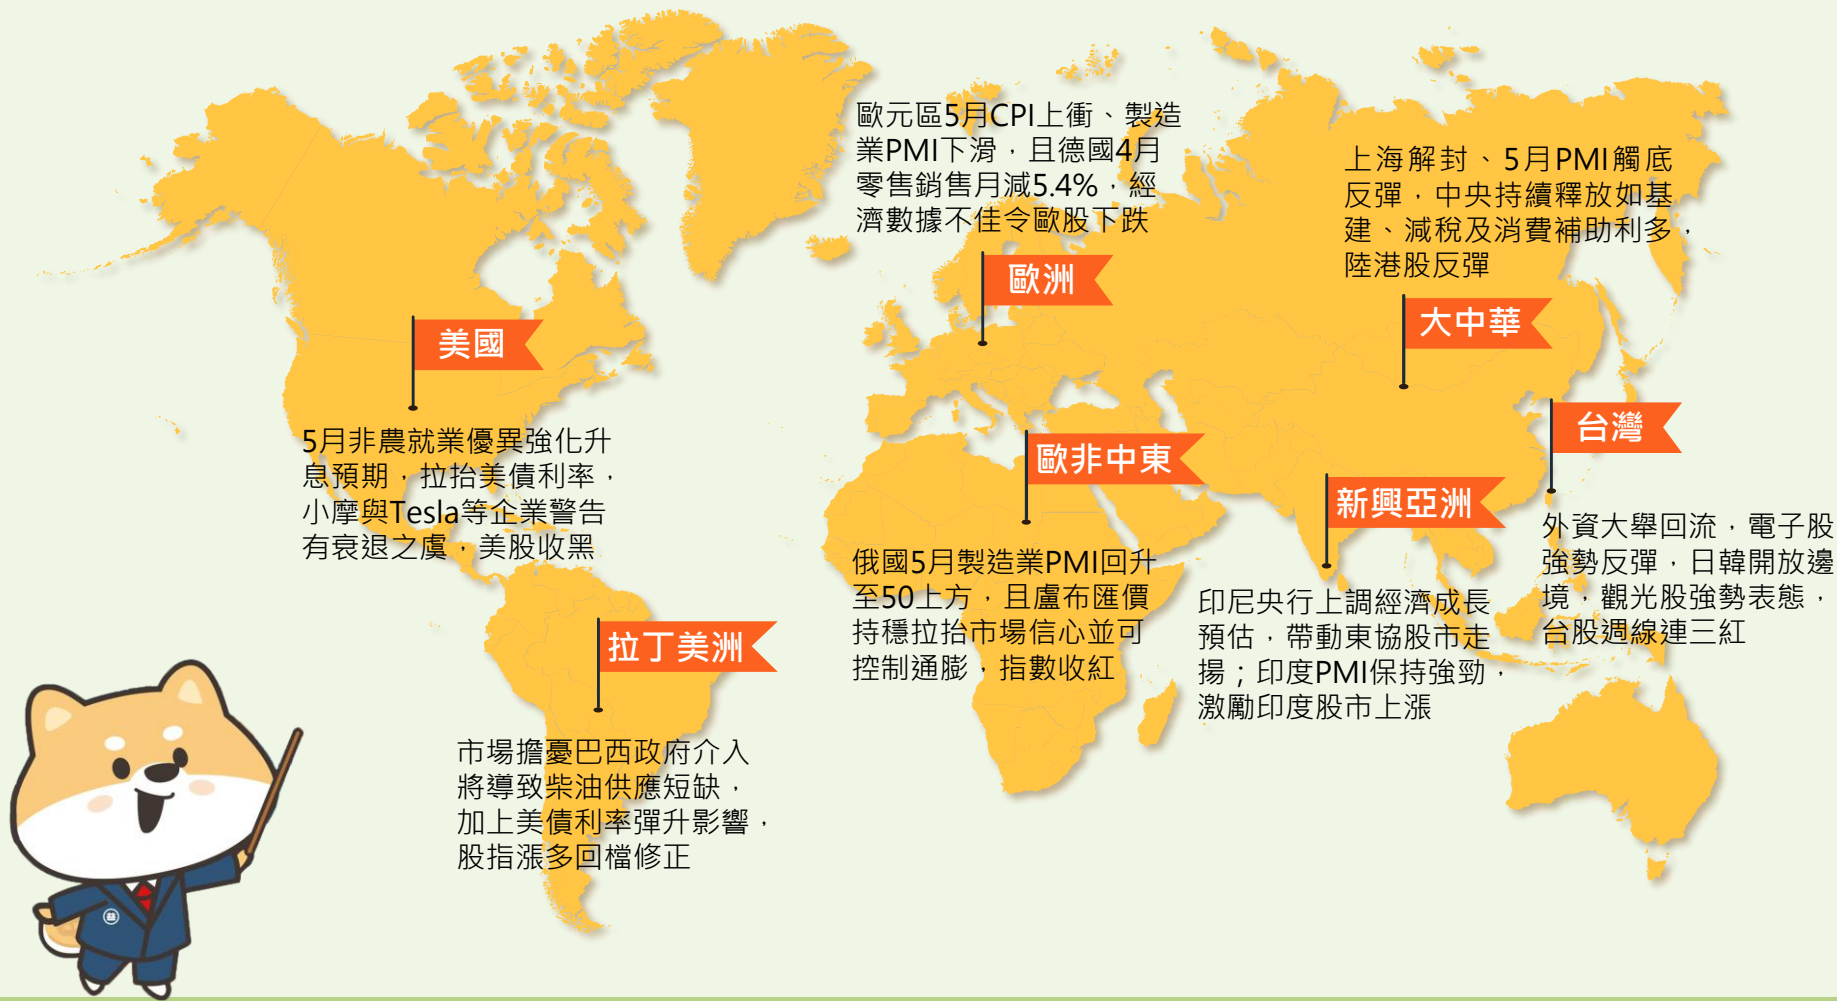 歐洲
歐元區5月CPI上衝、製造
業PMI下滑，且德國4月
零售銷售月減5.4%，經
濟數據不佳令歐股下跌
大中華
上海解封、5月PMI觸底
反彈，中央持續釋放如基
建、減稅及消費補助利多，
陸港股反彈
美國
5月非農就業優異強化升
息預期，拉抬美債利率，
小摩與Tesla等企業警告
有衰退之虞，美股收黑
歐非中東
俄國5月製造業PMI回升
至50上方，且盧布匯價
持穩拉抬市場信心並可
控制通膨，指數收紅
新興亞洲
印尼央行上調經濟成長
預估，帶動東協股市走
揚；印度PMI保持強勁，
激勵印度股市上漲
台灣
外資大舉回流，電子股
強勢反彈，日韓開放邊
境，觀光股強勢表態，
台股週線連三紅
拉丁美洲
市場擔憂巴西政府介入
將導致柴油供應短缺，
加上美債利率彈升影響，
股指漲多回檔修正